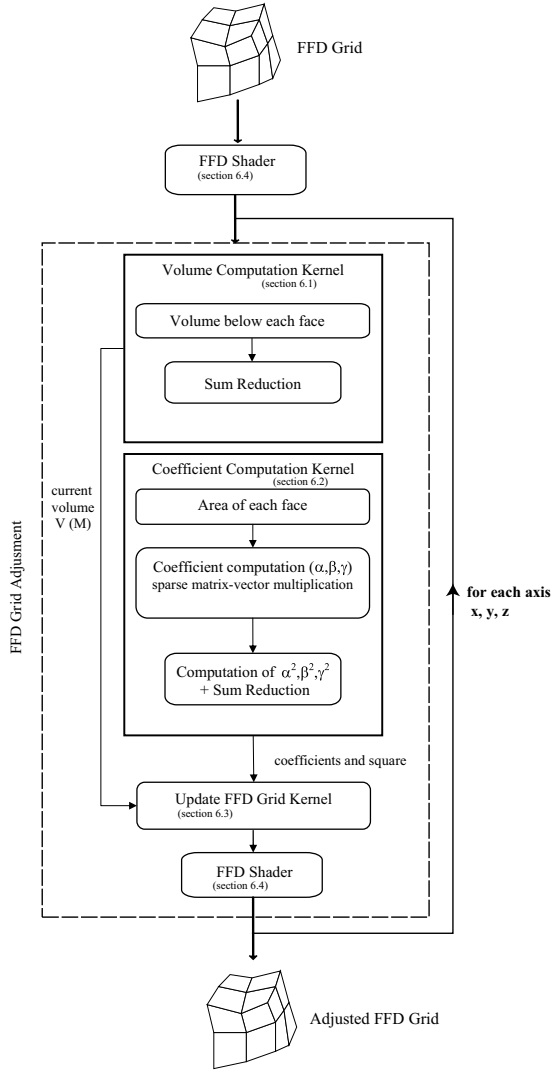 FFD Grid
FFD Shader
(section 6.4)
Volume Computation Kernel
(section 6.1)
Volume below each face
Sum Reduction
Coefficient Computation Kernel
(section 6.2)
Area of each face
Coefficient computation (α,β,γ)
sparse matrix-vector multiplication
Computation of α²,β²,γ²
+ Sum Reduction
current
volume
V (M)
FFD Grid Adjusment
for each axis
x, y, z
coefficients and square
Update FFD Grid Kernel
(section 6.3)
FFD Shader
(section 6.4)
Adjusted FFD Grid